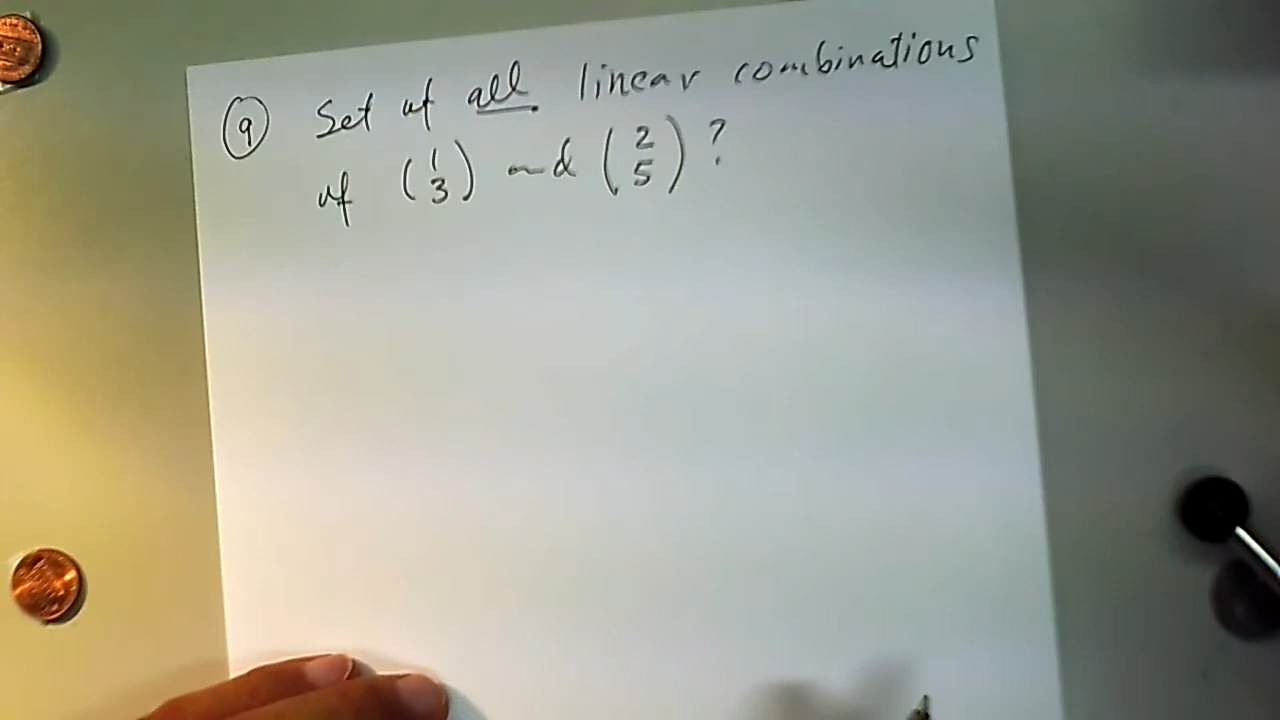 ⑨ Set of all linear combinations
of (1 3) and (2 5)?